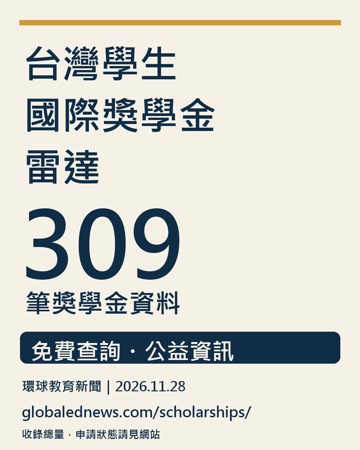 台灣學生
國際獎學金
雷達
309
筆獎學金資料
免費查詢・公益資訊
環球教育新聞｜2026.11.28
globalednews.com/scholarships/
收錄總量・申請狀態請見網站